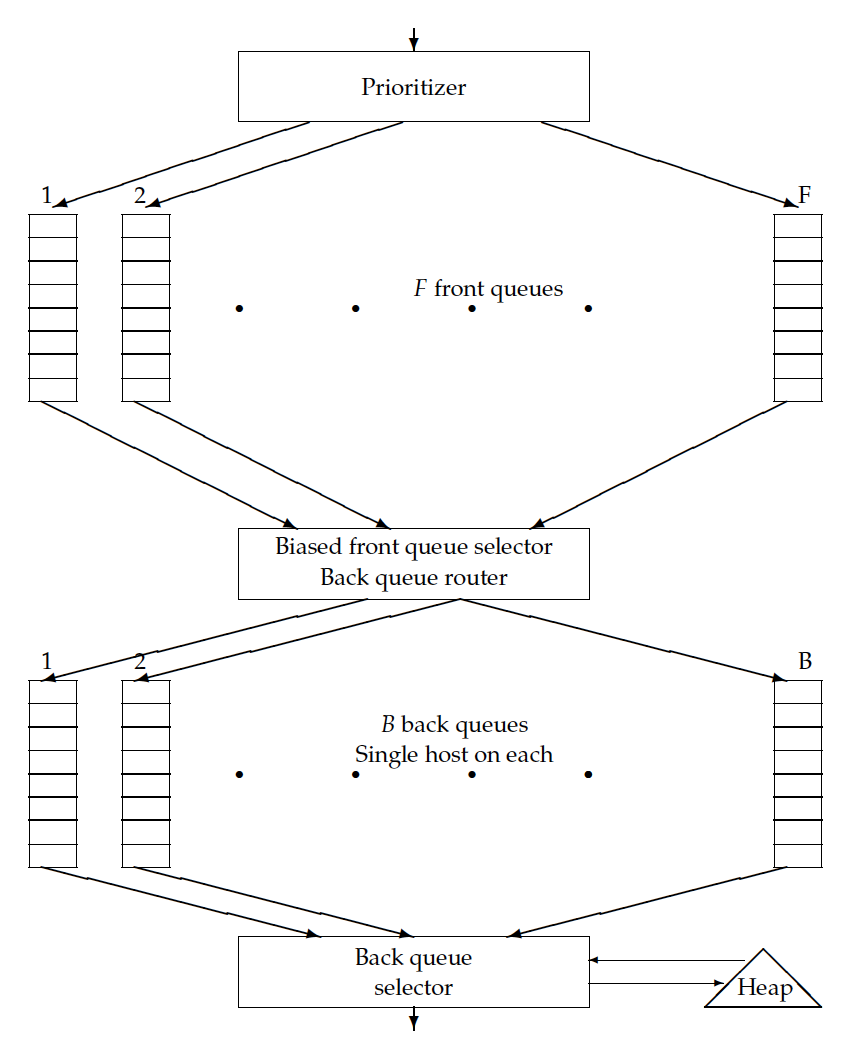 Prioritizer
1
2
F
F front queues
Biased front queue selector
Back queue router
1
2
B
B back queues
Single host on each
Back queue
selector
Heap